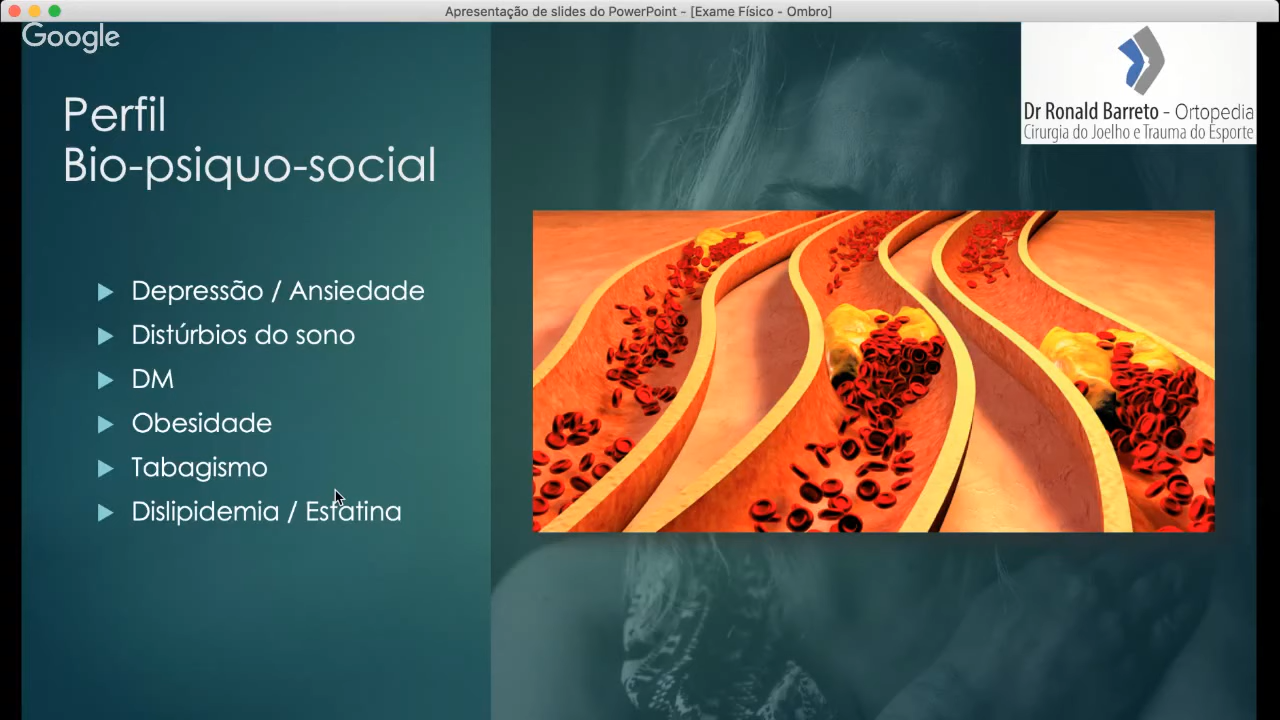 Apresentação de slides do PowerPoint - [Exame Físico - Ombro]
Google
Dr Ronald Barreto - Ortopedia
Cirurgia do Joelho e Trauma do Esporte
Perfil
Bio-psiquo-social
Depressão / Ansiedade
Distúrbios do sono
DM
Obesidade
Tabagismo
Dislipidemia / Estatina